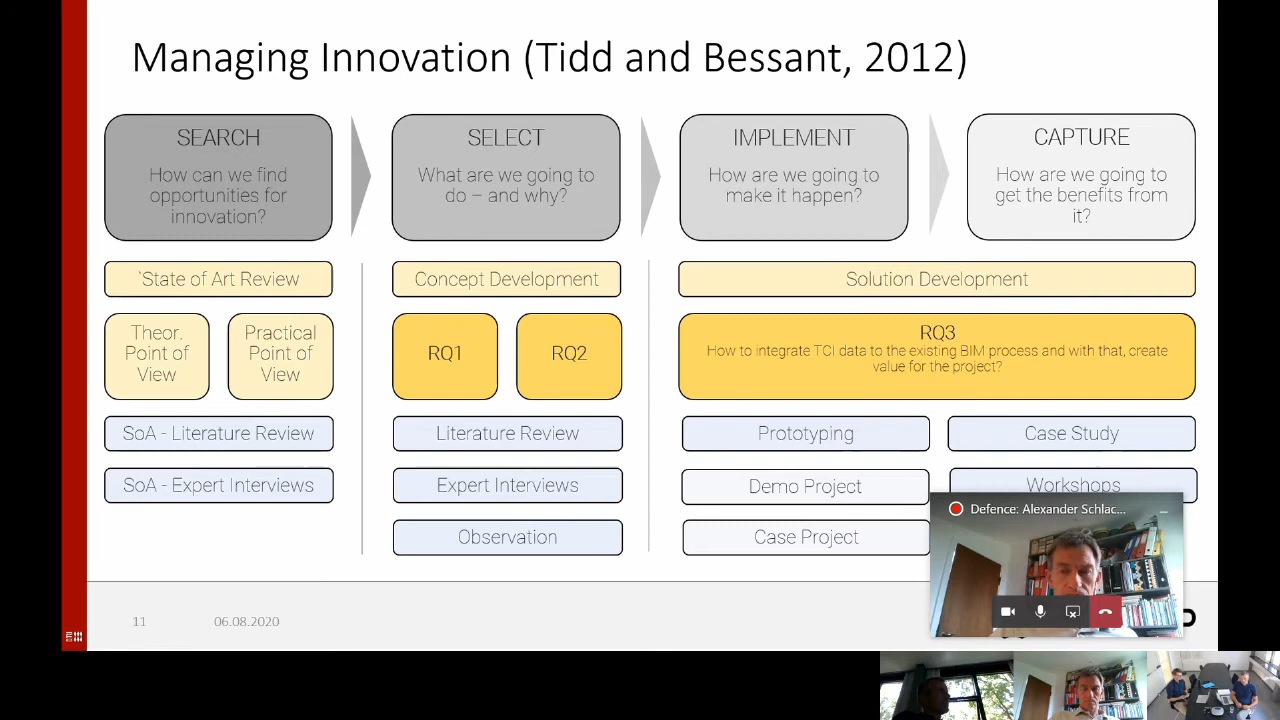 Managing Innovation (Tidd and Bessant, 2012)
SEARCH
How can we find
opportunities for
innovation?
SELECT
What are we going to
do – and why?
IMPLEMENT
How are we going to
make it happen?
CAPTURE
How are we going to
get the benefits from
it?
`State of Art Review
Concept Development
Solution Development
Theor.
Point of
View
Practical
Point of
View
RQ1
RQ2
RQ3
How to integrate TCI data to the existing BIM process and with that, create
value for the project?
SoA - Literature Review
Literature Review
Prototyping
Case Study
SoA - Expert Interviews
Expert Interviews
Demo Project
Workshops
Observation
Case Project
Defence: Alexander Schlac...
11
06.08.2020